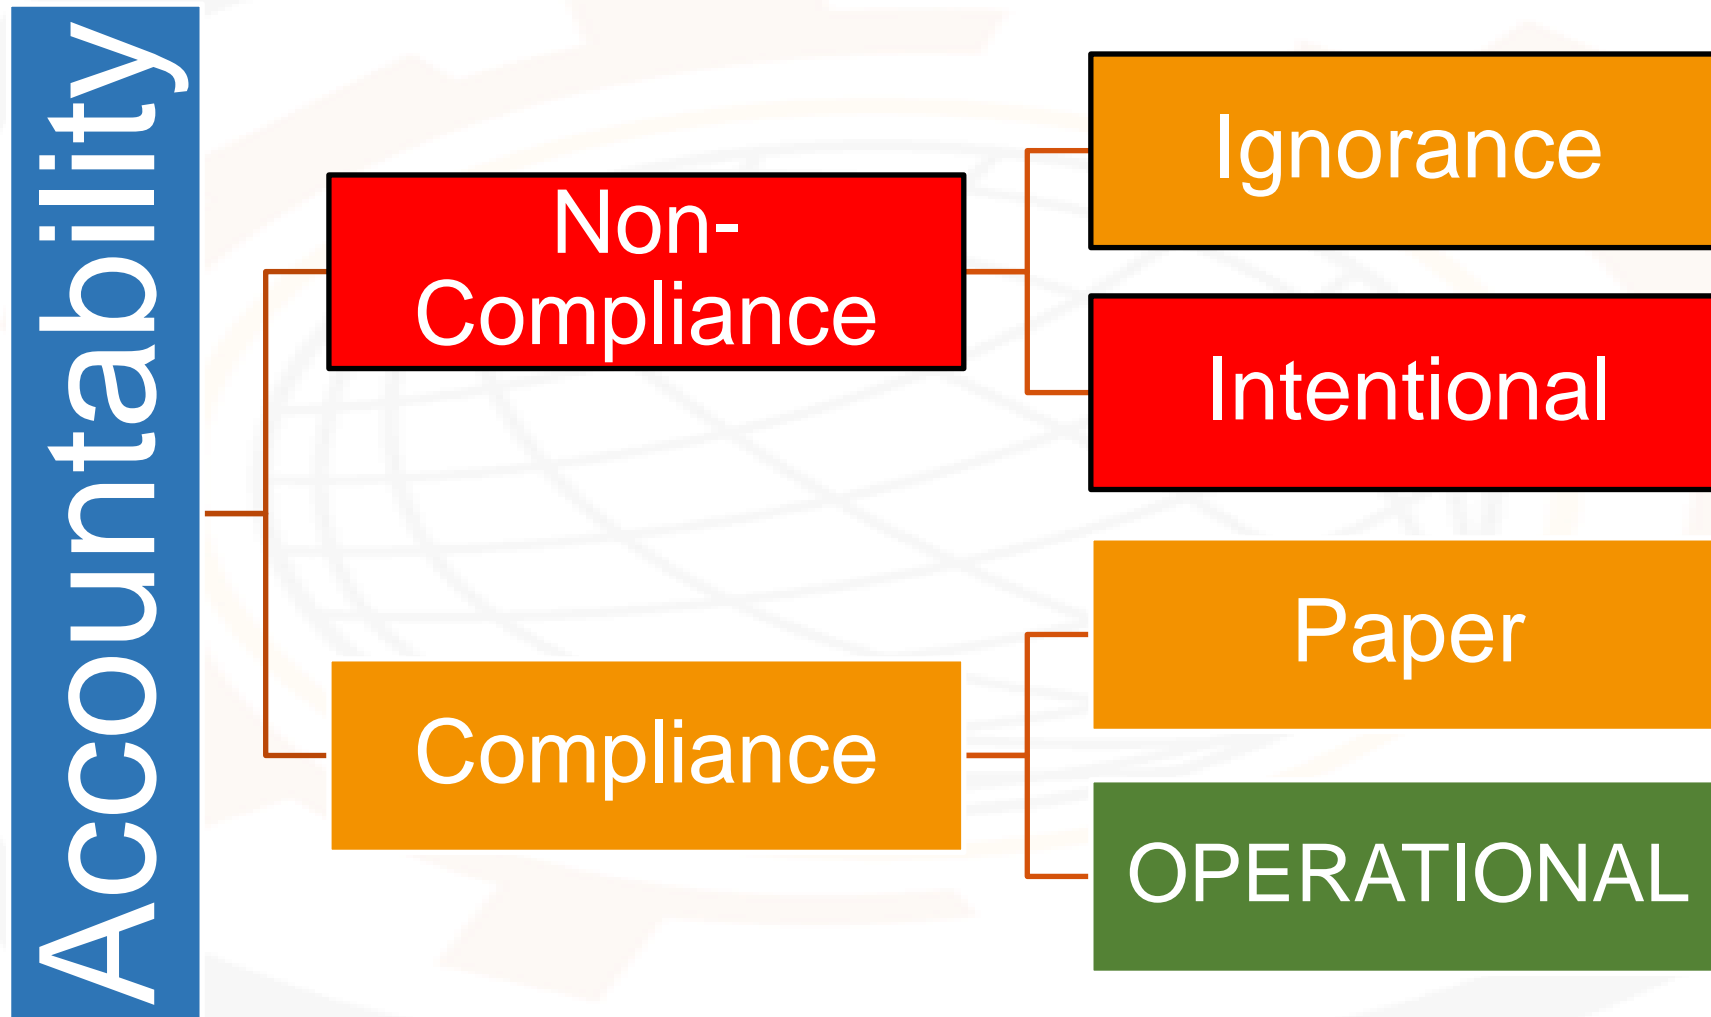 Accountability
Non-
Compliance
Ignorance
Intentional
Compliance
Paper
OPERATIONAL